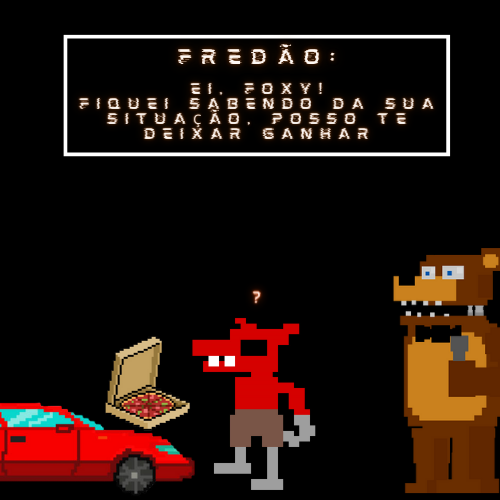 FREDÃO:
EI, FOXY!
FIQUEI SABENDO DA SUA
SITUAÇÃO, POSSO TE
DEIXAR GANHAR
?